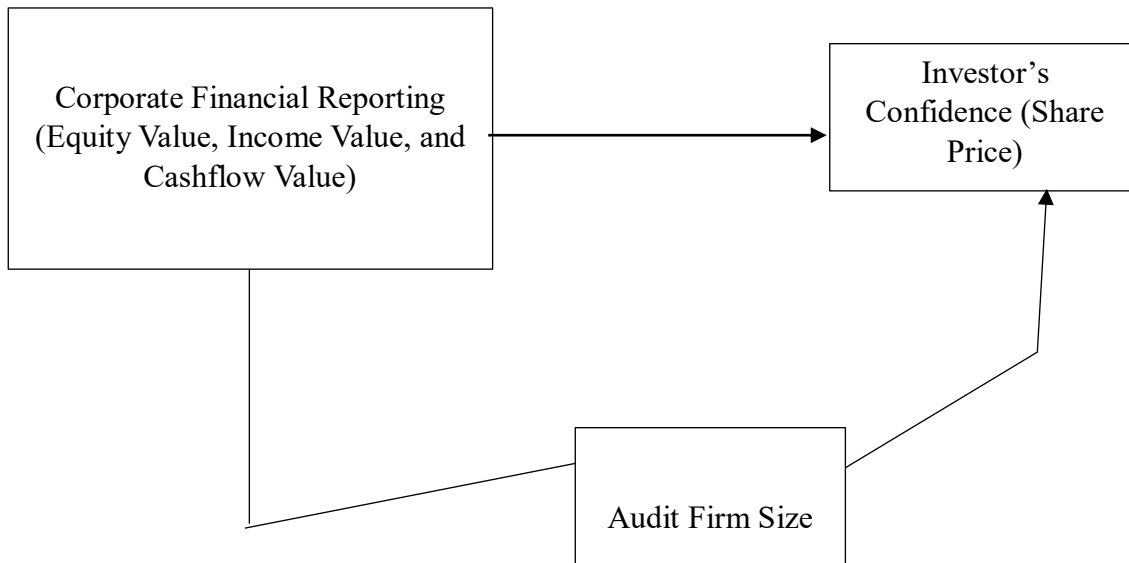 Corporate Financial Reporting
(Equity Value, Income Value, and
Cashflow Value)
Investor’s
Confidence (Share
Price)
Audit Firm Size